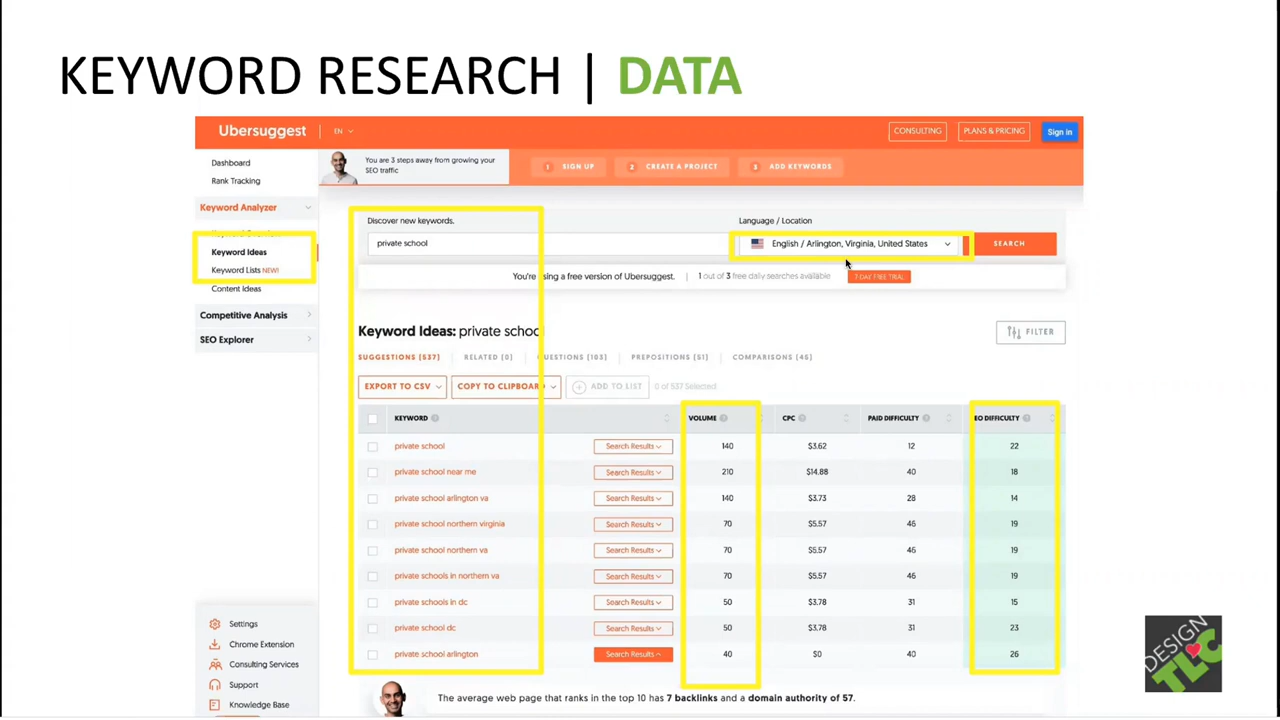 KEYWORD RESEARCH | DATA
Ubersuggest EN
CONSULTING PLANS & PRICING Sign in
Dashboard
Rank Tracking
Keyword Analyzer
Keyword Ideas
Keyword Lists NEW!
Content Ideas
Competitive Analysis
SEO Explorer
Settings
Chrome Extension
Consulting Services
Support
Knowledge Base
You are 3 steps away from growing your
SEO traffic
1 SIGN UP 2 CREATE A PROJECT 3 ADD KEYWORDS
Discover new keywords. Language / Location
private school English / Arlington, Virginia, United States SEARCH
You're using a free version of Ubersuggest. 1 out of 3 free daily searches available 7 DAY FREE TRIAL
Keyword Ideas: private school FILTER
SUGGESTIONS (537) RELATED (0) QUESTIONS (103) PREPOSITIONS (51) COMPARISONS (46)
EXPORT TO CSV COPY TO CLIPBOARD ADD TO LIST 0 of 537 Selected
KEYWORD VOLUME CPC PAID DIFFICULTY EO DIFFICULTY
private school Search Results 140 $3.62 12 22
private school near me Search Results 210 $14.88 40 18
private school arlington va Search Results 140 $3.73 28 14
private school northern virginia Search Results 70 $5.57 46 19
private school northern va Search Results 70 $5.57 46 19
private schools in northern va Search Results 70 $5.57 46 19
private schools in dc Search Results 50 $3.78 31 15
private school dc Search Results 50 $3.78 31 23
private school arlington Search Results 40 $0 40 26
The average web page that ranks in the top 10 has 7 backlinks and a domain authority of 57.
DESIGN
TLC